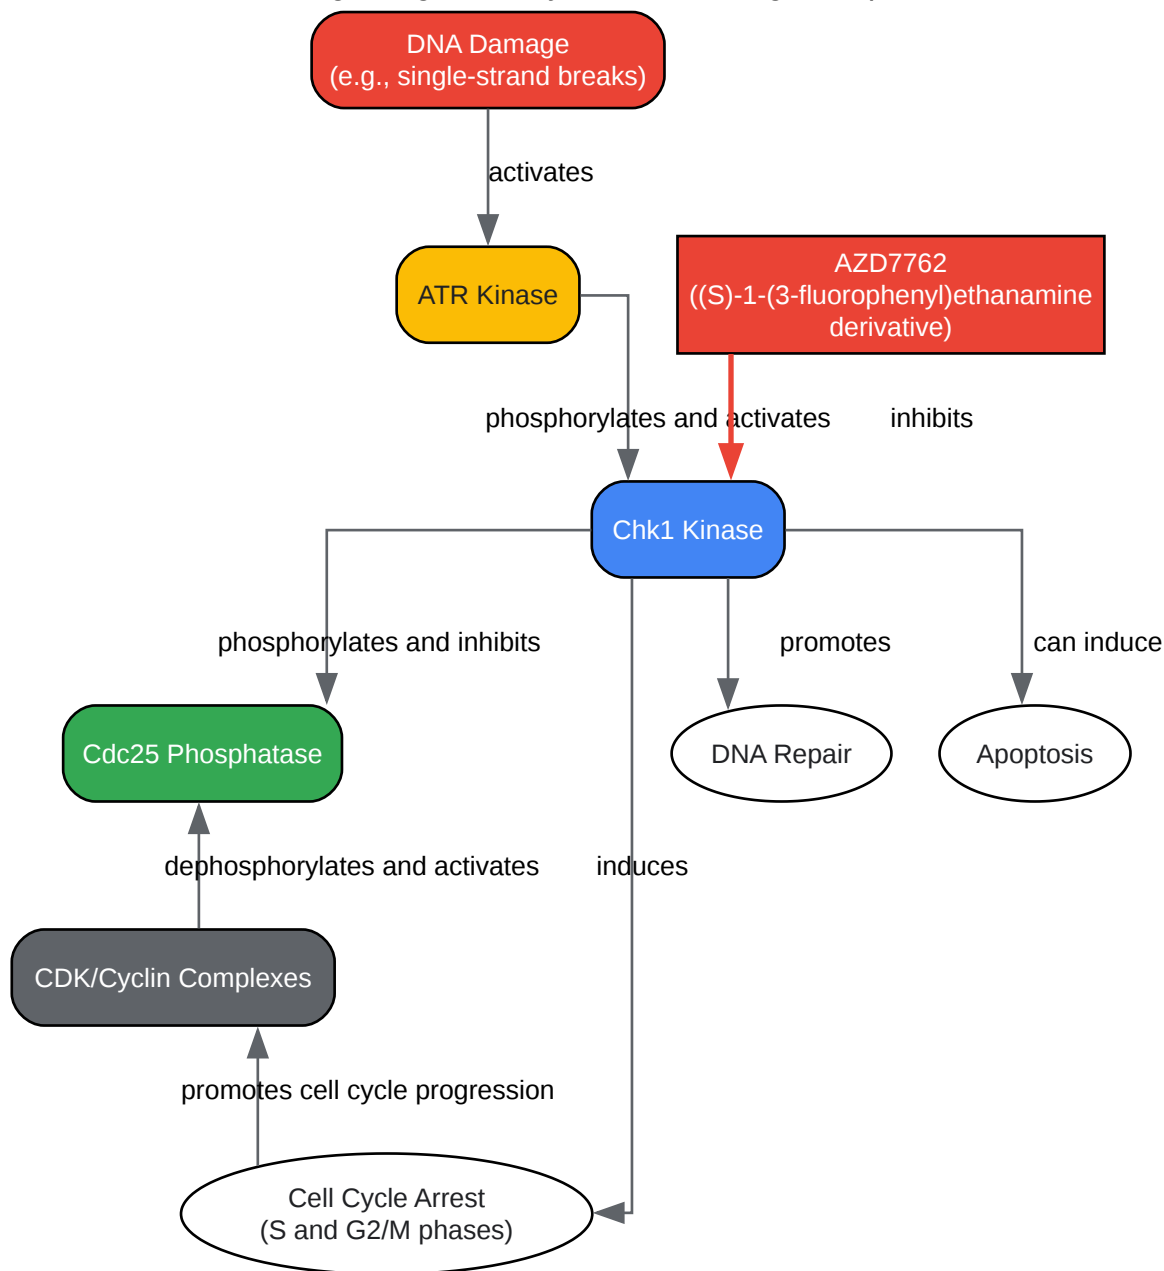 DNA Damage
(e.g., single-strand breaks)
activates
ATR Kinase
AZD7762
((S)-1-(3-fluorophenyl)ethanamine
derivative)
phosphorylates and activates
inhibits
Chk1 Kinase
phosphorylates and inhibits
promotes
can induce
Cdc25 Phosphatase
DNA Repair
Apoptosis
dephosphorylates and activates
induces
CDK/Cyclin Complexes
promotes cell cycle progression
Cell Cycle Arrest
(S and G2/M phases)